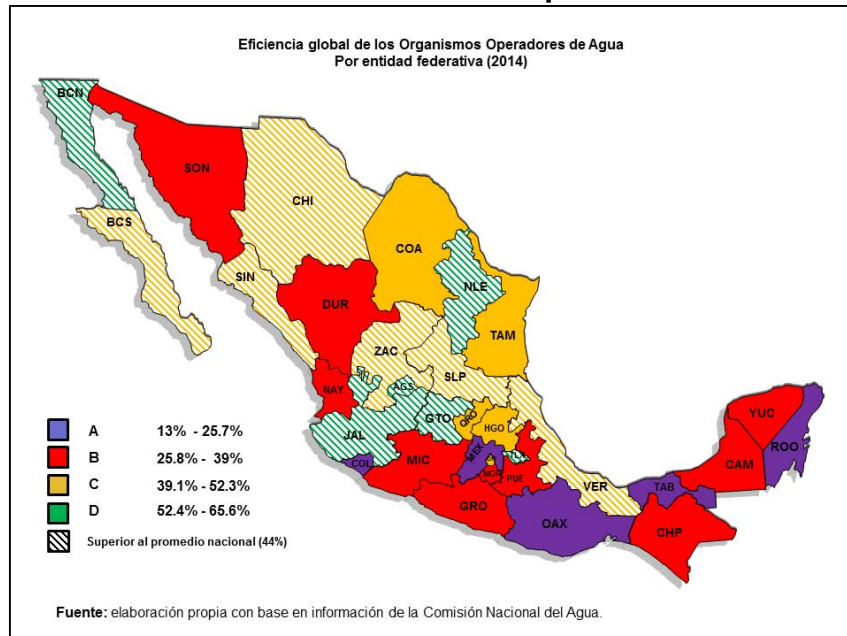 Eficiencia global de los Organismos Operadores de Agua
Por entidad federativa (2014)
BCN
SON
CHI
BCS
COA
SIN
NLE
DUR
TAM
ZAC
SLP
NAY
AGS
GTO
QRO
HGO
YUC
JAL
MEX
ROO
COL
MIC
MOR
PUE
VER
CAM
TAB
GRO
OAX
CHP
A 13% - 25.7%
B 25.8% - 39%
C 39.1% - 52.3%
D 52.4% - 65.6%
Superior al promedio nacional (44%)
Fuente: elaboración propia con base en información de la Comisión Nacional del Agua.